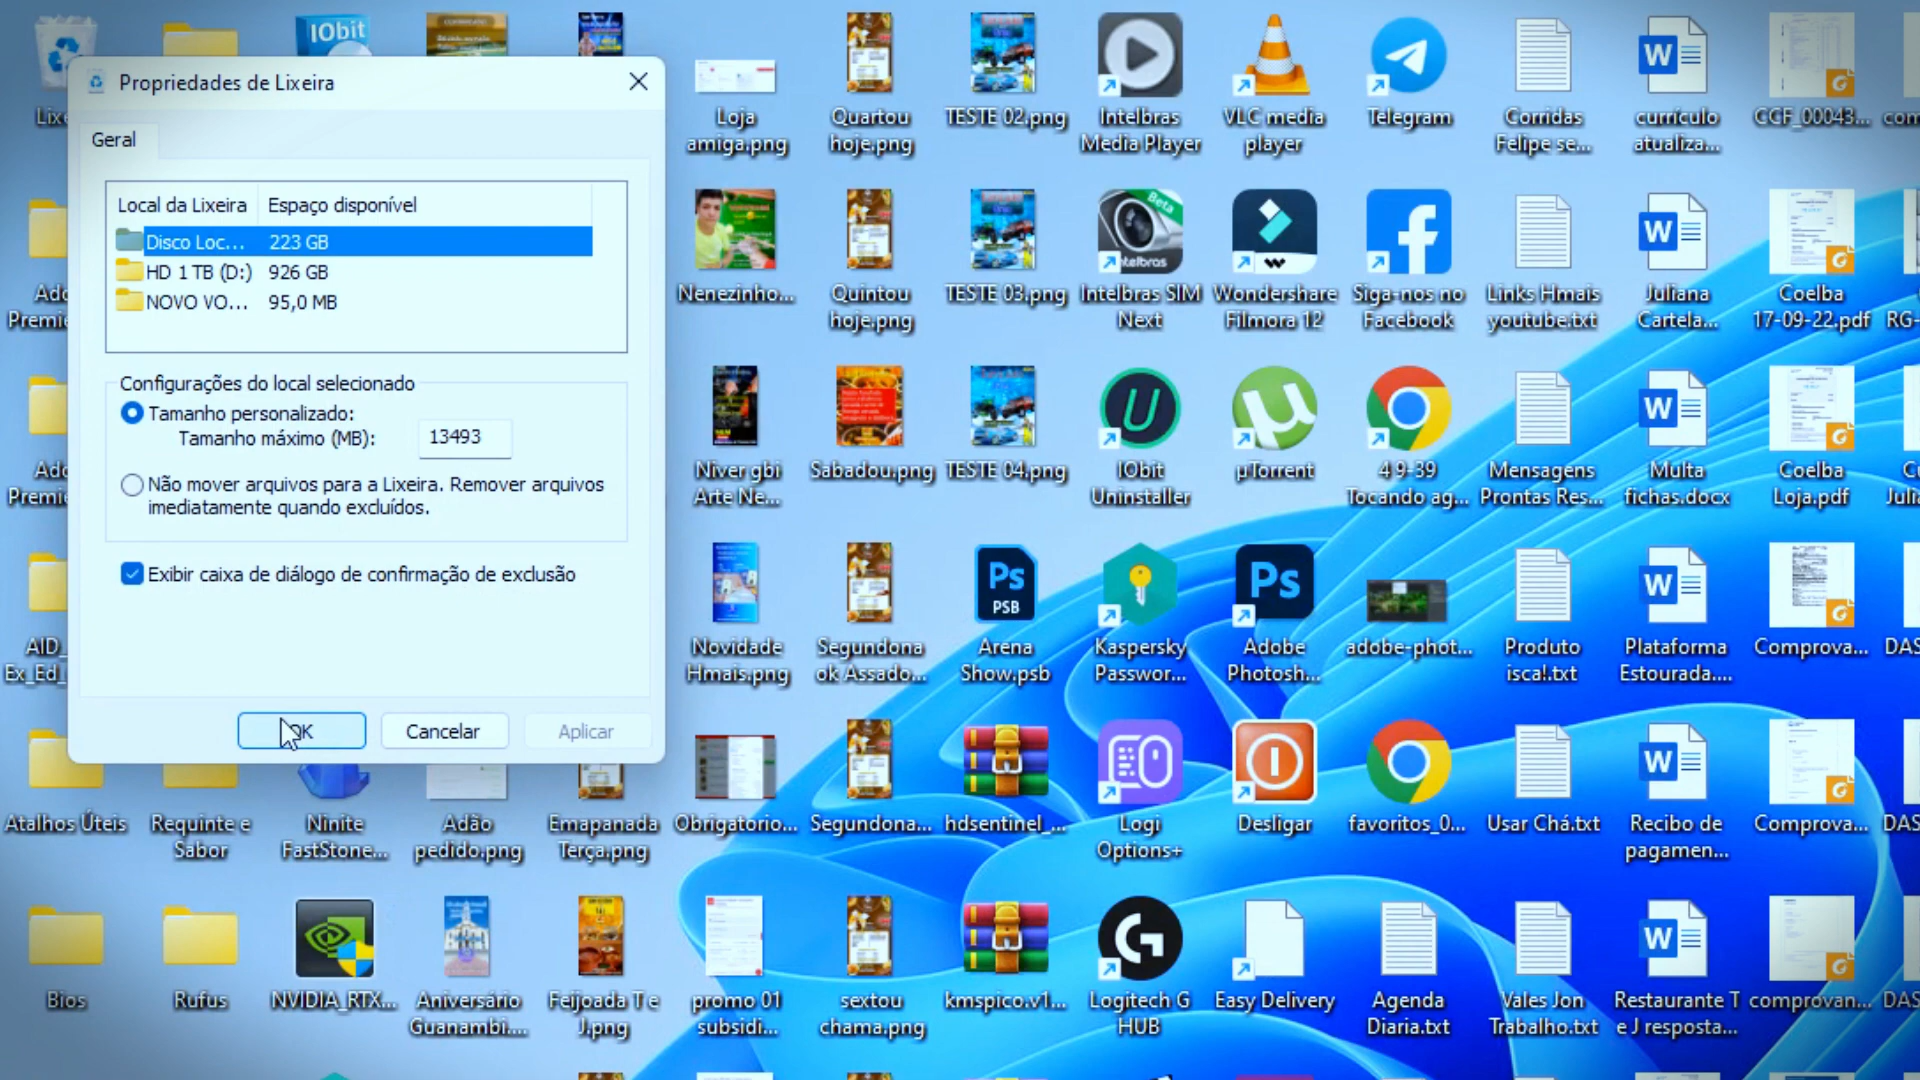 Propriedades de Lixeira
Geral
Local da Lixeira
Espaço disponível
Disco Loc...
223 GB
HD 1 TB (D:)
926 GB
NOVO VO...
95,0 MB
Configurações do local selecionado
Tamanho personalizado:
Tamanho máximo (MB):
13493
Não mover arquivos para a Lixeira. Remover arquivos
imediatamente quando excluídos.
Exibir caixa de diálogo de confirmação de exclusão
OK
Cancelar
Aplicar
IObit
Loja
amiga.png
Quartou
hoje.png
TESTE 02.png
Intelbras
Media Player
VLC media
player
Telegram
Corridas
Felipe se...
currículo
atualiza...
CCF_00043...
Premie
Nenezinho...
Quintou
hoje.png
TESTE 03.png
Beta
Intelbras SIM
Next
Wondershare
Filmora 12
Siga-nos no
Facebook
Links Hmais
youtube.txt
Juliana
Cartela...
Coelba
17-09-22.pdf
RG-
Premie
Niver gbi
Arte Ne...
Sabadou.png
TESTE 04.png
IObit
Uninstaller
µTorrent
4 9-39
Tocando ag...
Mensagens
Prontas Res...
Multa
fichas.docx
Coelba
Loja.pdf
AID_
Ex_Ed_
Novidade
Hmais.png
Segundona
ok Assado...
Ps
PSB
Arena
Show.psb
Kaspersky
Passwor...
Ps
Adobe
Photosh...
adobe-phot...
Produto
isca!.txt
Plataforma
Estourada....
Comprova...
DAS
Atalhos Úteis
Requinte e
Sabor
Ninite
FastStone...
Adão
pedido.png
Emapanada
Terça.png
Obrigatorio...
Segundona...
hdsentinel_...
Logi
Options+
Desligar
favoritos_0...
Usar Chá.txt
Recibo de
pagamen...
Comprova...
DAS
Bios
Rufus
NVIDIA_RTX...
Aniversário
Guanambi....
Feijoada T e
J.png
promo 01
subsidi...
sextou
chama.png
kmspico.v1...
Logitech G
HUB
Easy Delivery
Agenda
Diaria.txt
Vales Jon
Trabalho.txt
Restaurante T
e J resposta...
comprovan...
DAS